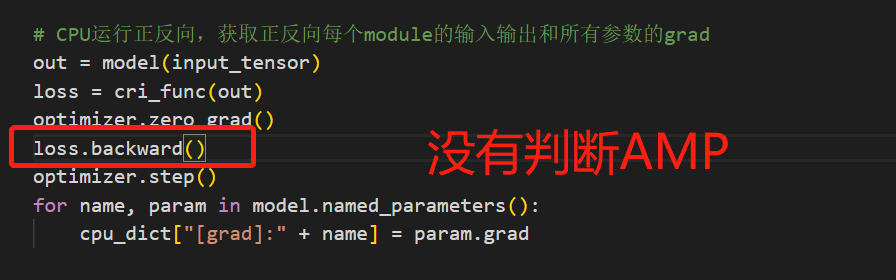 # CPU运行正反向，获取正反向每个module的输入输出和所有参数的grad
out = model(input_tensor)
loss = cri_func(out)
optimizer.zero_grad()
loss.backward()
没有判断AMP
optimizer.step()
for name, param in model.named_parameters():
    cpu_dict["[grad]:" + name] = param.grad